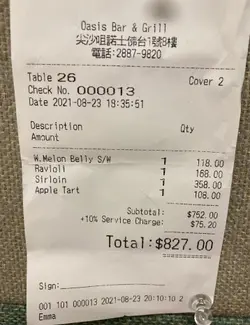 Oasis Bar & Grill
尖沙咀諾士佛台1號8樓
電話:2887-9820
Table 26
Cover 2
Check No. 000013
Date 2021-08-23 18:35:51
Description Qty
Amount
W.Melon Belly S/W 1 118.00
Ravioli 1 168.00
Sirloin 1 358.00
Apple Tart 1 108.00
Subtotal: $752.00
+10% Service Charge: $75.20
Total:$827.00
Sign:
001 101 000013 2021-08-23 20:10:10 2
Emma